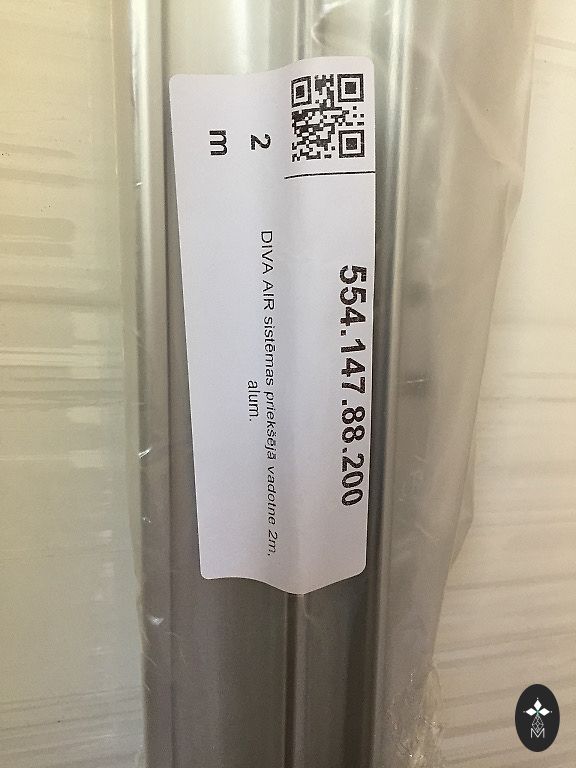 554.147.88.200
DIVA AIR sistēmas priekšējā vadotne 2m,
alum.
2
m
M